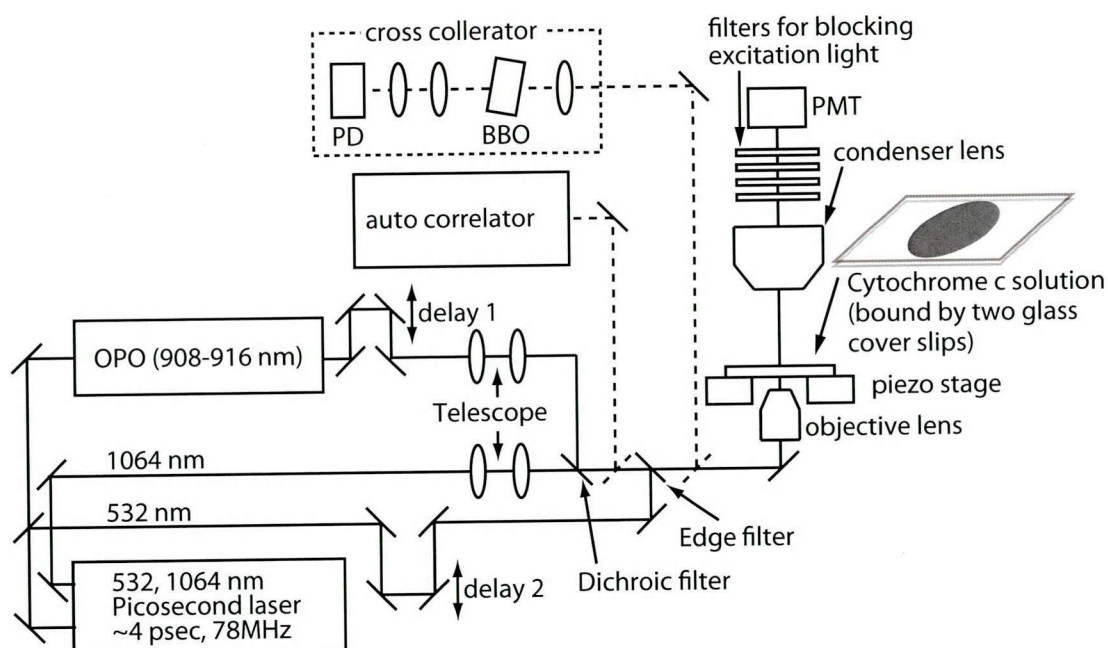 cross collerator
PD
BBO
filters for blocking
excitation light
PMT
condenser lens
auto correlator
Cytochrome c solution
(bound by two glass
cover slips)
delay 1
OPO (908-916 nm)
piezo stage
Telescope
objective lens
1064 nm
532 nm
Edge filter
Dichroic filter
532, 1064 nm
Picosecond laser
~4 psec, 78MHz
delay 2